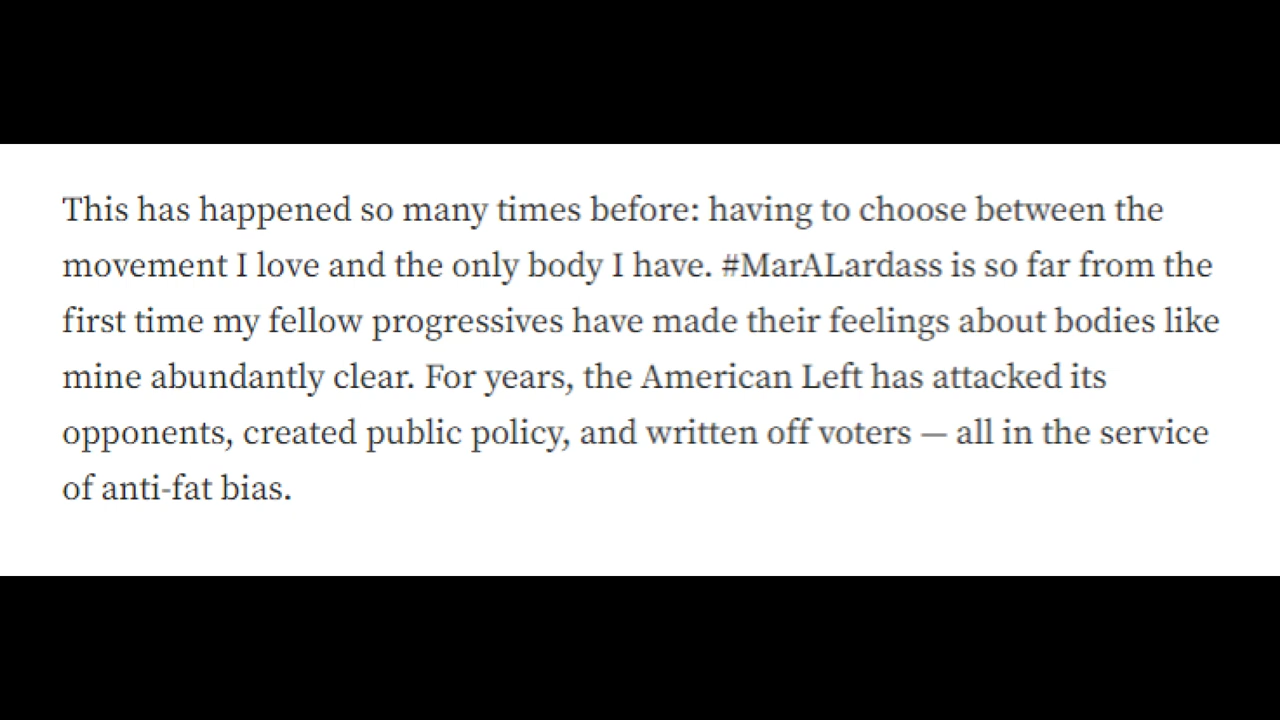 This has happened so many times before: having to choose between the
movement I love and the only body I have. #MarALardass is so far from the
first time my fellow progressives have made their feelings about bodies like
mine abundantly clear. For years, the American Left has attacked its
opponents, created public policy, and written off voters — all in the service
of anti-fat bias.